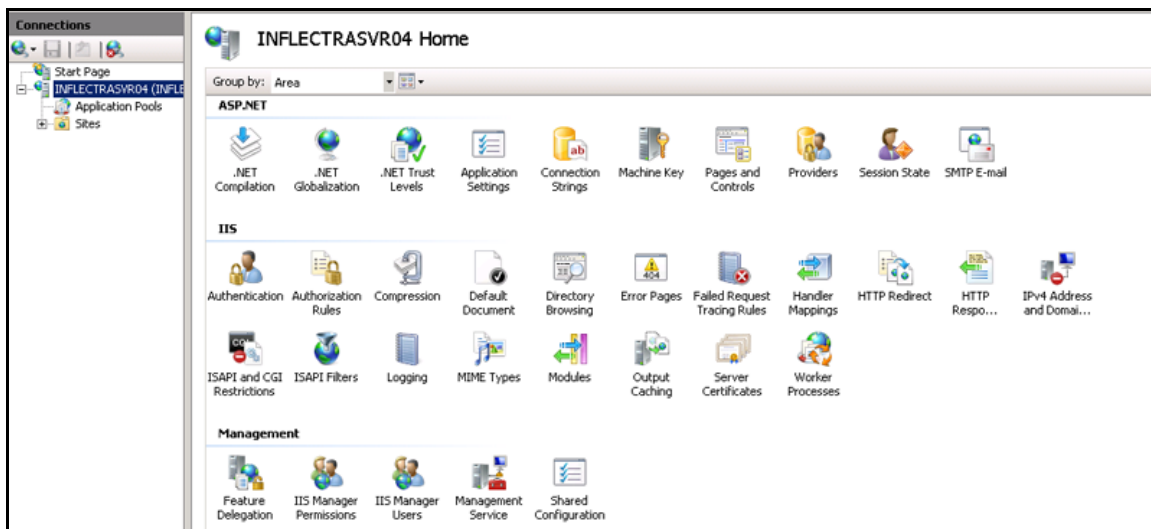 Connections
Start Page
INFLECTRASVR04 (INFLE
Application Pools
Sites
INFLECTRASVR04 Home
Group by: Area
ASP.NET
.NET Compilation
.NET Globalization
.NET Trust Levels
Application Settings
Connection Strings
Machine Key
Pages and Controls
Providers
Session State
SMTP E-mail
IIS
Authentication
Authorization Rules
Compression
Default Document
Directory Browsing
Error Pages
Failed Request Tracing Rules
Handler Mappings
HTTP Redirect
HTTP Respo...
IPv4 Address and Domai...
ISAPI and CGI Restrictions
ISAPI Filters
Logging
MIME Types
Modules
Output Caching
Server Certificates
Worker Processes
Management
Feature Delegation
IIS Manager Permissions
IIS Manager Users
Management Service
Shared Configuration